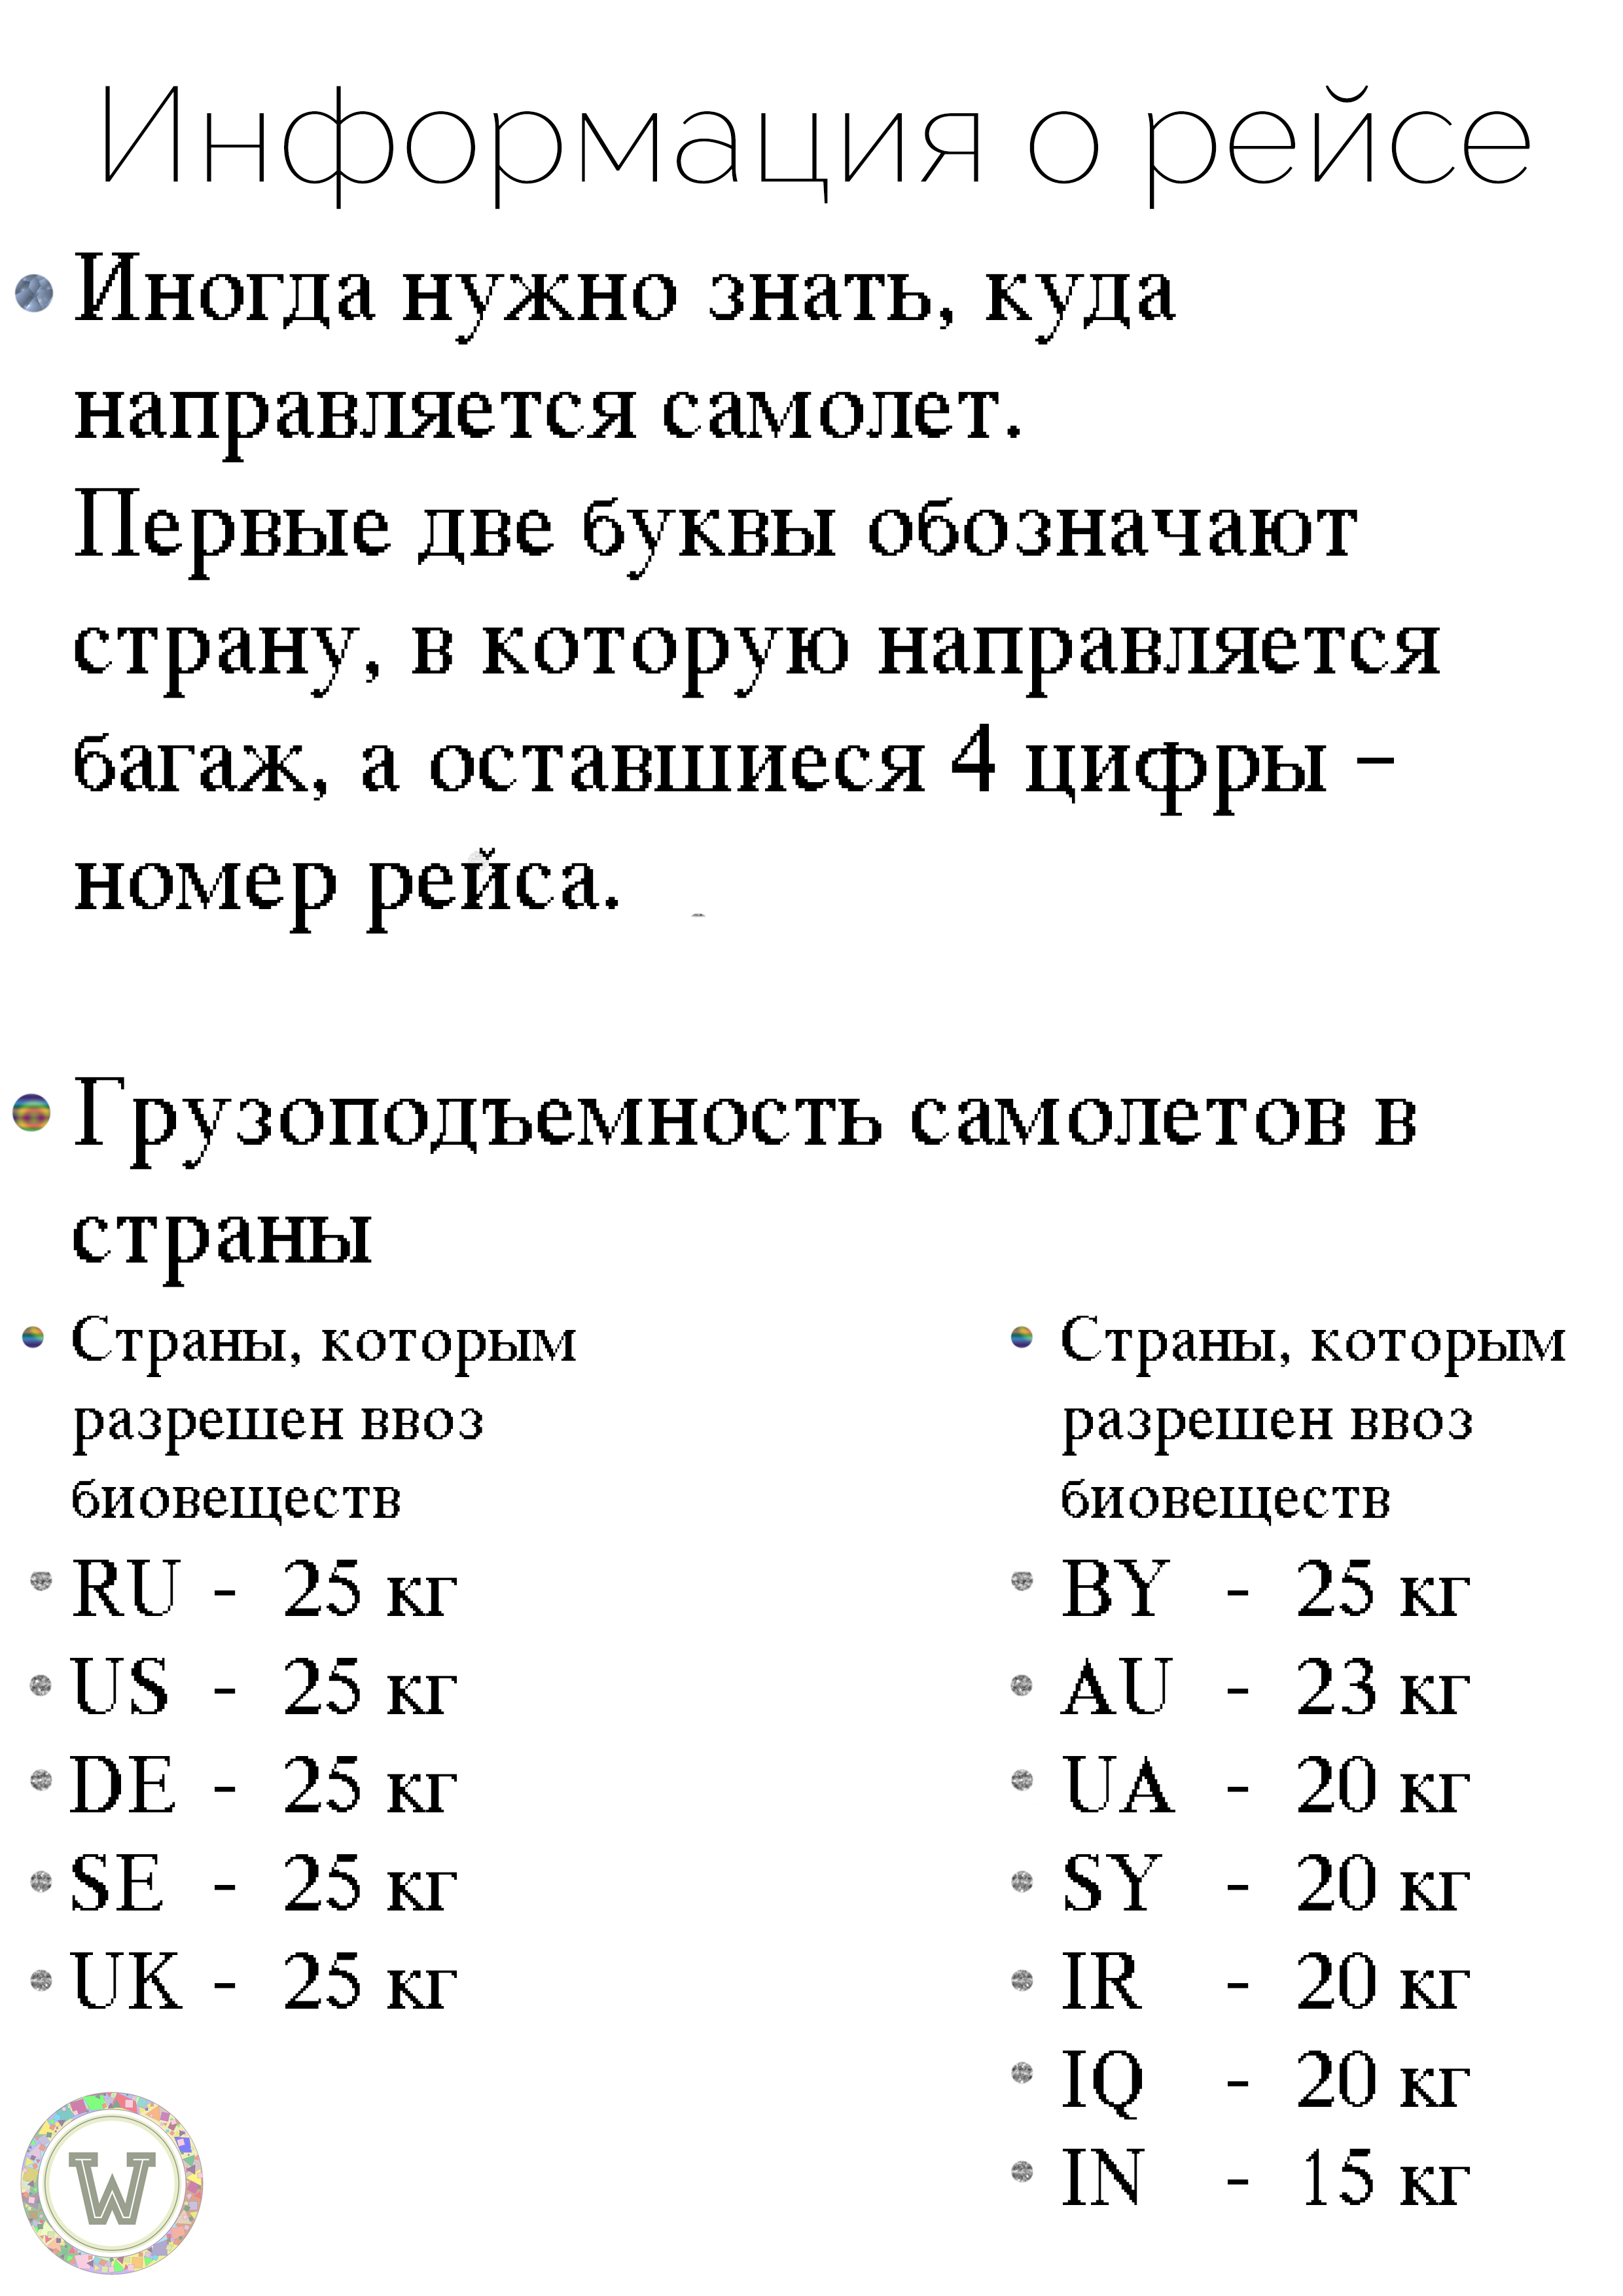 Информация о рейсе
Иногда нужно знать, куда
направляется самолет.
Первые две буквы обозначают
страну, в которую направляется
багаж, а оставшиеся 4 цифры –
номер рейса.
Грузоподъемность самолетов в
страны
Страны, которым
разрешен ввоз
биовеществ
RU - 25 кг
US - 25 кг
DE - 25 кг
SE - 25 кг
UK - 25 кг
Страны, которым
разрешен ввоз
биовеществ
BY - 25 кг
AU - 23 кг
UA - 20 кг
SY - 20 кг
IR - 20 кг
IQ - 20 кг
IN - 15 кг
W